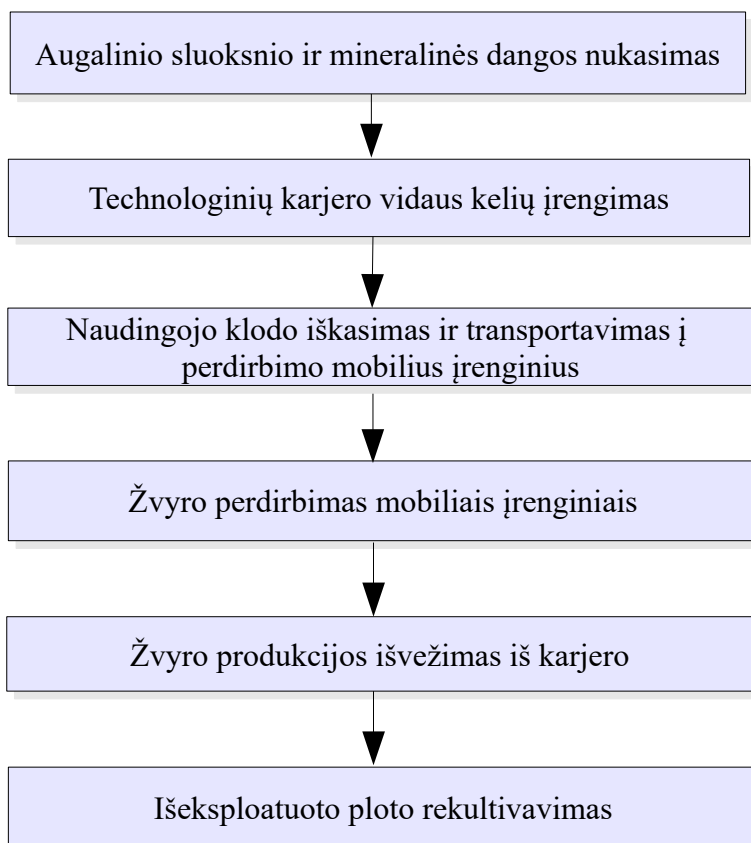 Augalinio sluoksnio ir mineralinės dangos nukasimas
Technologinių karjero vidaus kelių įrengimas
Naudingojo klodo iškasimas ir transportavimas į
perdirbimo mobilius įrenginius
Žvyro perdirbimas mobiliais įrenginiais
Žvyro produkcijos išvežimas iš karjero
Išeksploatuoto ploto rekultivavimas